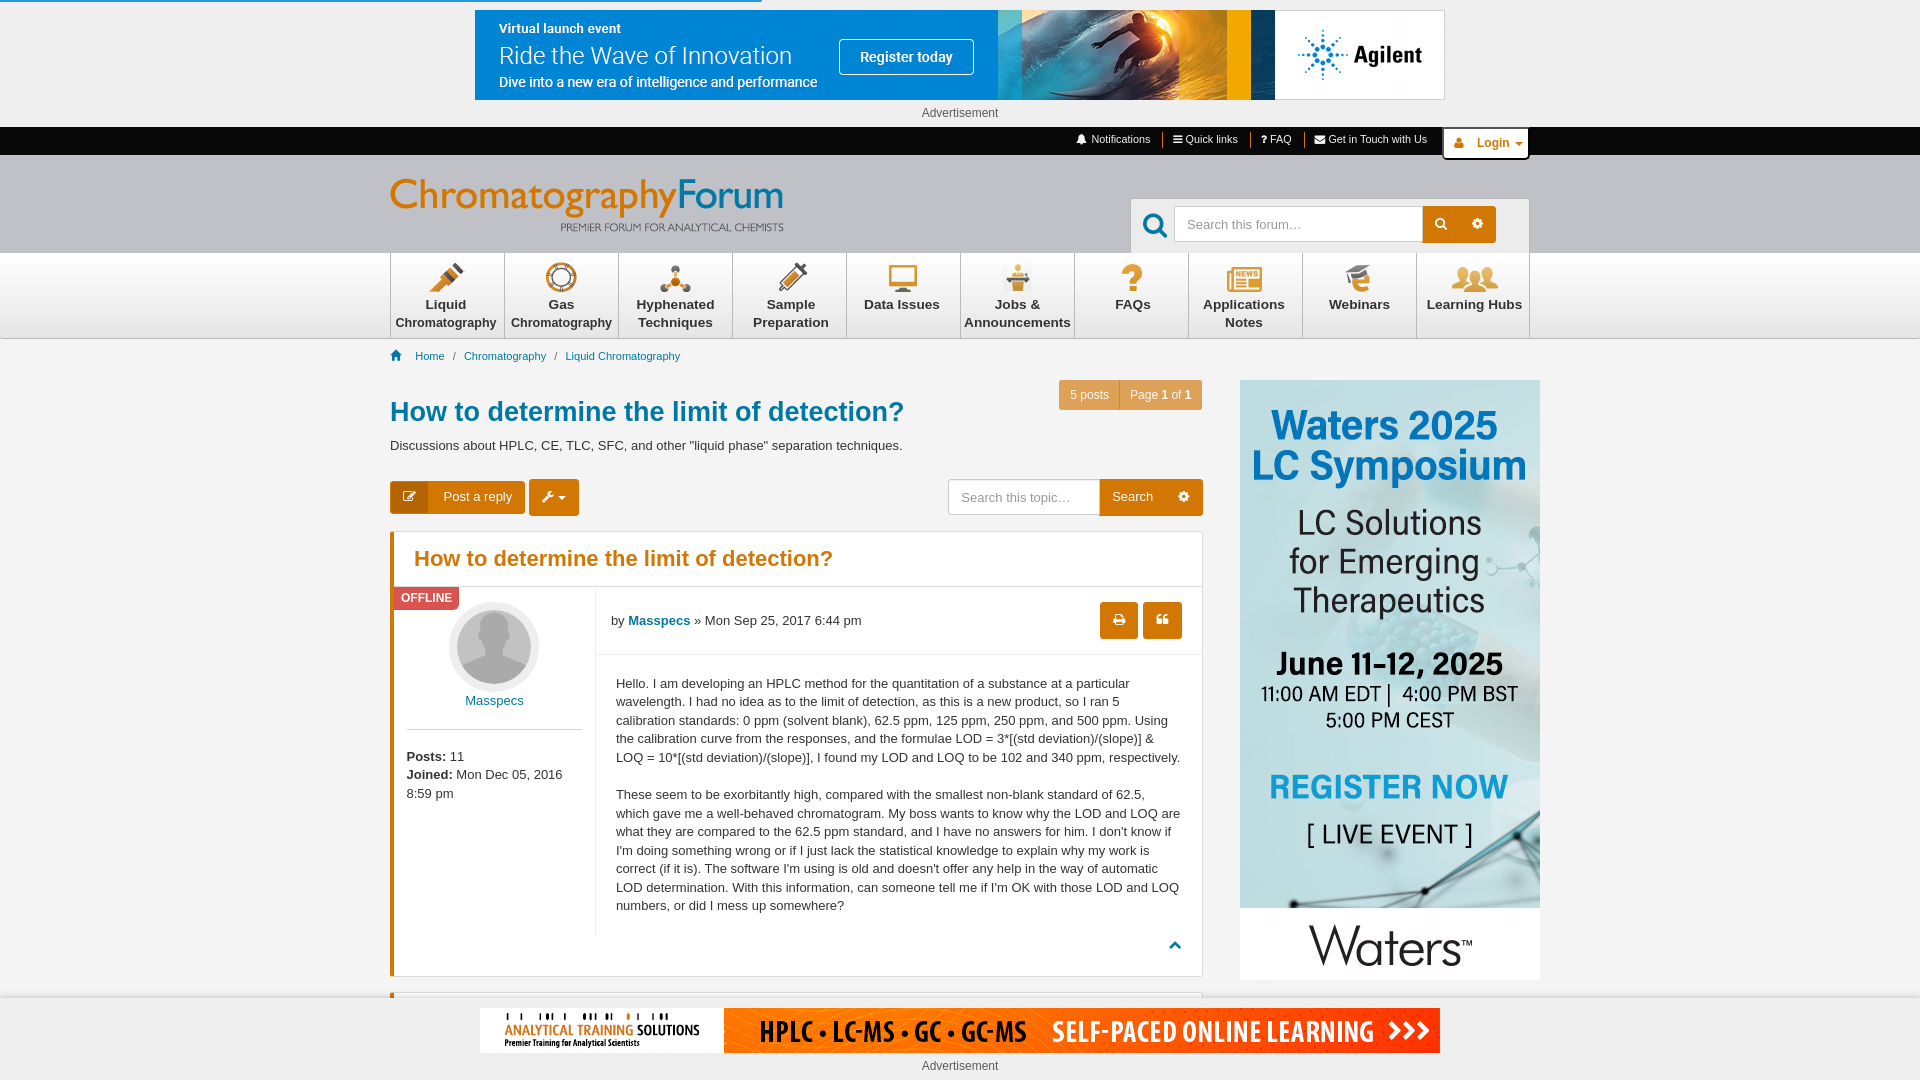 Virtual launch event
Ride the Wave of Innovation
Dive into a new era of intelligence and performance
Register today
Agilent
Advertisement
Notifications
Quick links
FAQ
Get in Touch with Us
Login
ChromatographyForum
PREMIER FORUM FOR ANALYTICAL CHEMISTS
Search this forum…
Liquid
Chromatography
Gas
Chromatography
Hyphenated
Techniques
Sample
Preparation
Data Issues
Jobs &
Announcements
FAQs
NEWS
Applications
Notes
Webinars
Learning Hubs
Home / Chromatography / Liquid Chromatography
5 posts
Page 1 of 1
How to determine the limit of detection?
Discussions about HPLC, CE, TLC, SFC, and other "liquid phase" separation techniques.
Post a reply
Search this topic…
Search
How to determine the limit of detection?
OFFLINE
Masspecs
Posts: 11
Joined: Mon Dec 05, 2016
8:59 pm
by Masspecs » Mon Sep 25, 2017 6:44 pm
Hello. I am developing an HPLC method for the quantitation of a substance at a particular
wavelength. I had no idea as to the limit of detection, as this is a new product, so I ran 5
calibration standards: 0 ppm (solvent blank), 62.5 ppm, 125 ppm, 250 ppm, and 500 ppm. Using
the calibration curve from the responses, and the formulae LOD = 3*[(std deviation)/(slope)] &
LOQ = 10*[(std deviation)/(slope)], I found my LOD and LOQ to be 102 and 340 ppm, respectively.
These seem to be exorbitantly high, compared with the smallest non-blank standard of 62.5,
which gave me a well-behaved chromatogram. My boss wants to know why the LOD and LOQ are
what they are compared to the 62.5 ppm standard, and I have no answers for him. I don't know if
I'm doing something wrong or if I just lack the statistical knowledge to explain why my work is
correct (if it is). The software I'm using is old and doesn't offer any help in the way of automatic
LOD determination. With this information, can someone tell me if I'm OK with those LOD and LOQ
numbers, or did I mess up somewhere?
Waters 2025
LC Symposium
LC Solutions
for Emerging
Therapeutics
June 11-12, 2025
11:00 AM EDT | 4:00 PM BST
5:00 PM CEST
REGISTER NOW
[ LIVE EVENT ]
Waters™
ANALYTICAL TRAINING SOLUTIONS
Premier Training for Analytical Scientists
HPLC • LC-MS • GC • GC-MS
SELF-PACED ONLINE LEARNING
Advertisement